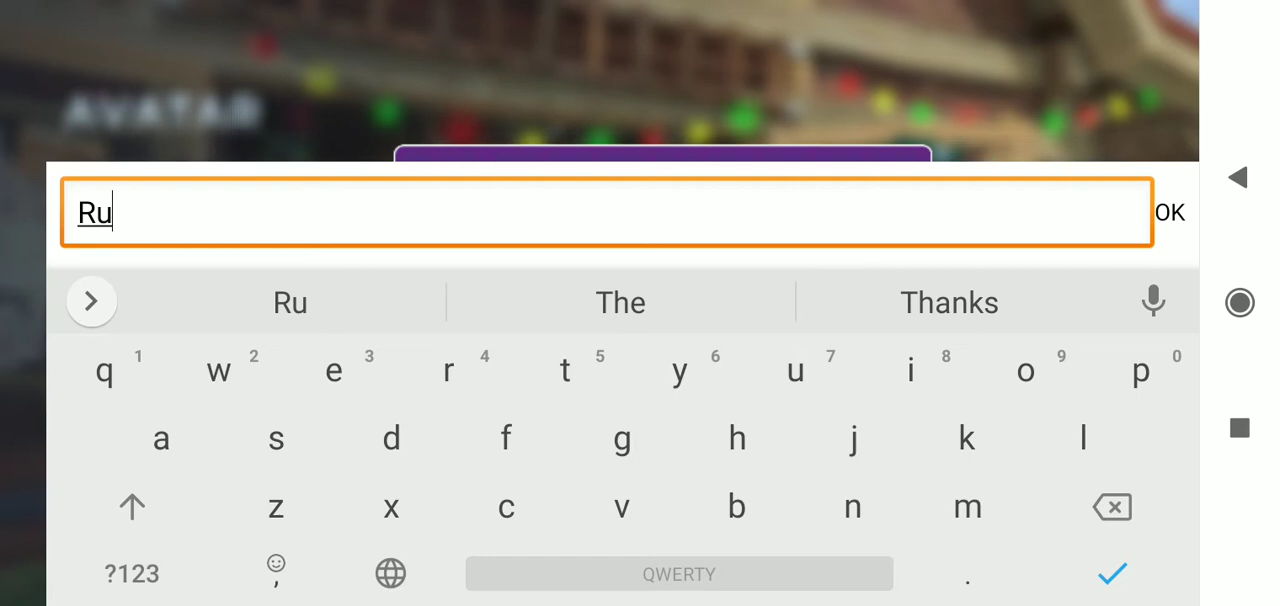 AVATAR
Ru
OK
Ru The Thanks
q 1 w 2 e 3 r 4 t 5 y 6 u 7 i 8 o 9 p 0
a s d f g h j k l
z x c v b n m
?123 , QWERTY .